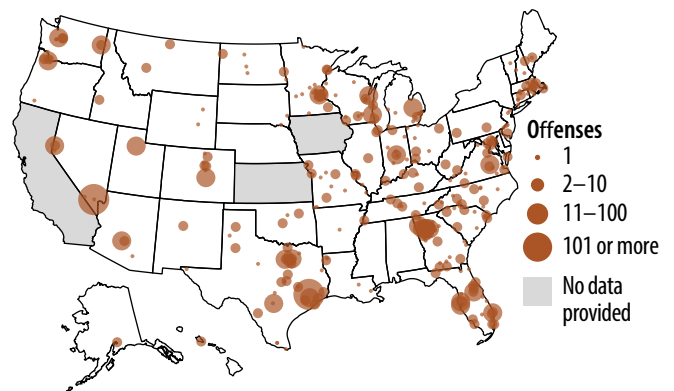 Offenses
1
2–10
11–100
101 or more
No data
provided